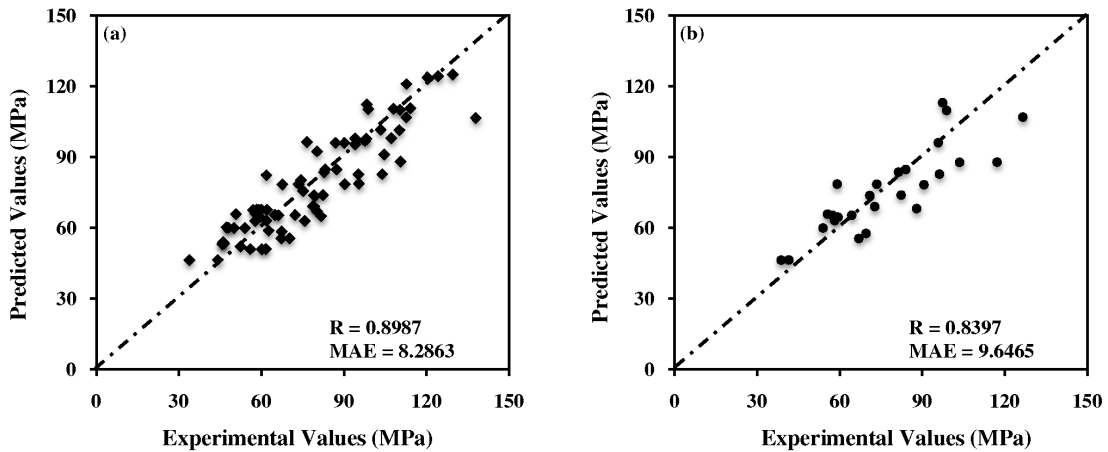 (a)
Predicted Values (MPa)
150
120
90
60
30
0
R = 0.8987
MAE = 8.2863
0 30 60 90 120 150
Experimental Values (MPa)
(b)
Predicted Values (MPa)
150
120
90
60
30
0
R = 0.8397
MAE = 9.6465
0 30 60 90 120 150
Experimental Values (MPa)